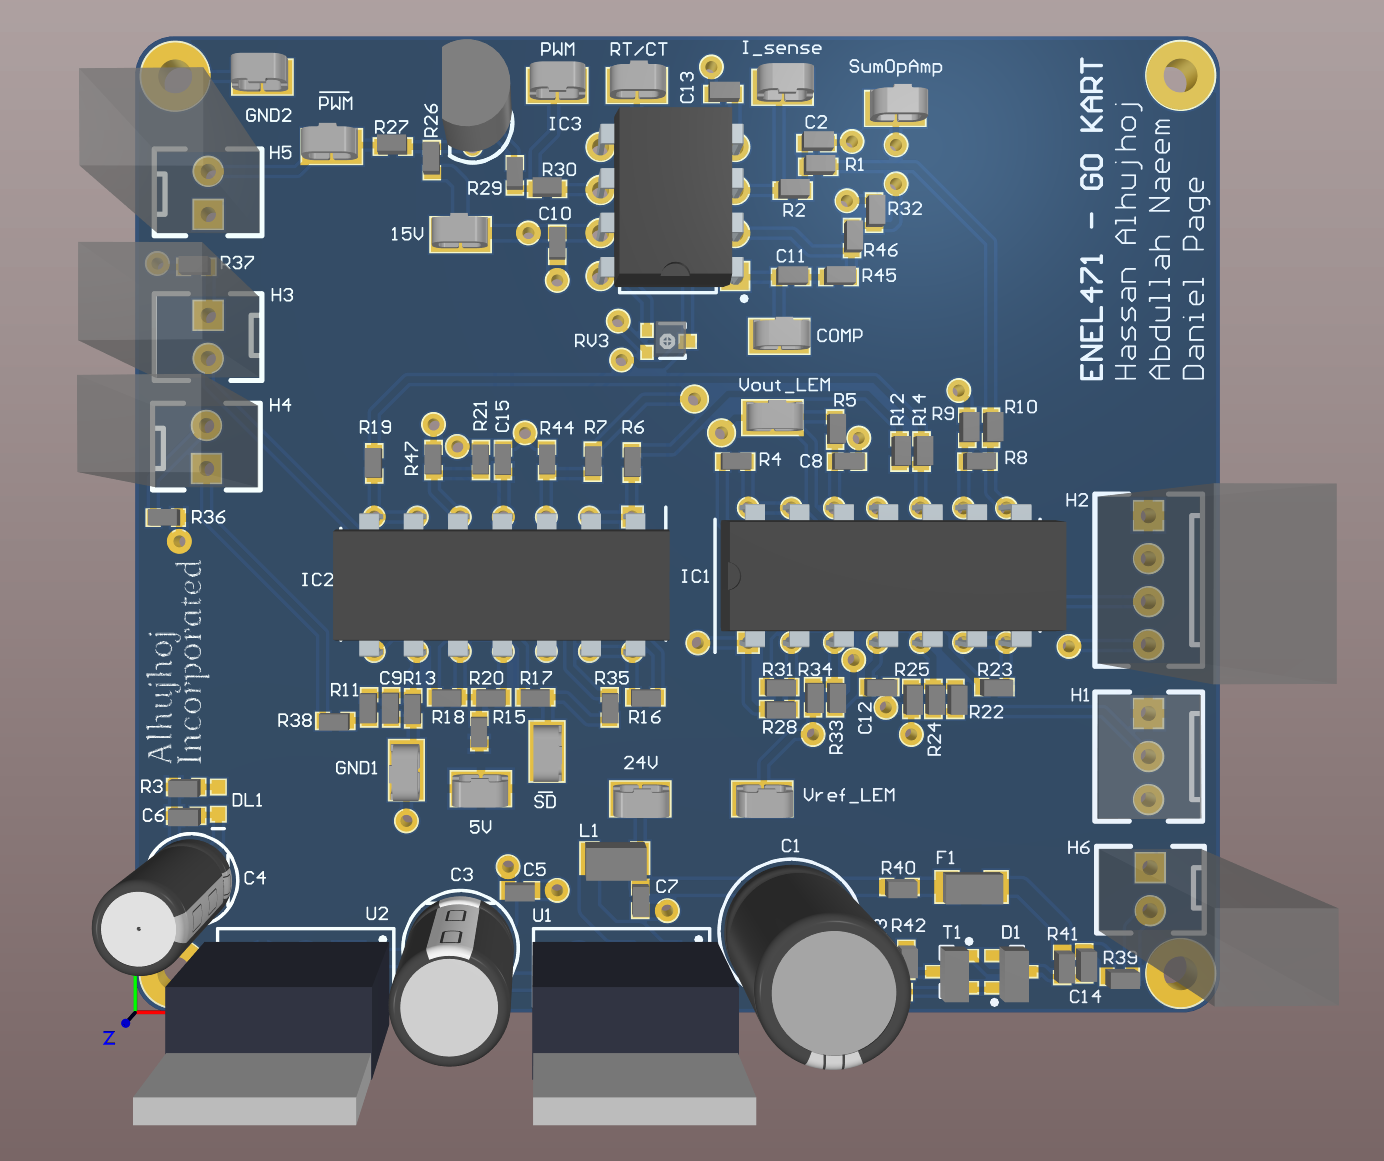 PWM
RT/CT
I_sense
SumOpAmp
GND2
PWM
R27
R26
IC3
C13
C2
R1
H5
R29
R30
R2
R32
C10
15V
R46
R37
C11
R45
H3
RV3
COMP
ENEL471 - GO KART
Hassan Alhujhoj
Abdullah Naeem
Daniel Page
H4
Vout_LEM
R19
R47
R21
C15
R44
R7
R6
R5
R12
R14
R9
R10
R4
C8
R8
R36
H2
IC2
IC1
Alhujhoj
Incorporated
R11
C9
R13
R20
R17
R35
R31
R34
R25
R23
R38
R18
R15
R16
R28
R33
C12
R24
R22
H1
GND1
24V
SD
5V
Vref_LEM
R3
C6
DL1
L1
C1
H6
C4
C3
C5
C7
R40
F1
U2
U1
R42
T1
D1
R41
R39
C14
Z